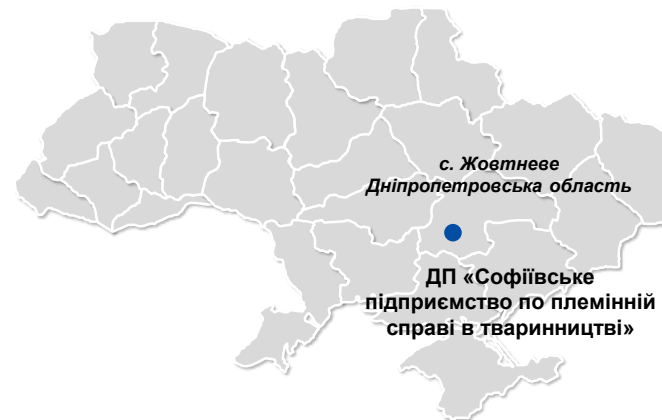 с. Жовтневе
Дніпропетровська область
ДП «Софіївське
підприємство по племінній
справі в тваринництві»